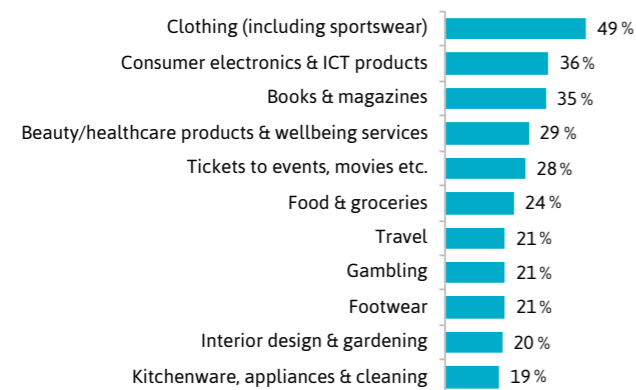 Clothing (including sportswear) 49 %
Consumer electronics & ICT products 36 %
Books & magazines 35 %
Beauty/healthcare products & wellbeing services 29 %
Tickets to events, movies etc. 28 %
Food & groceries 24 %
Travel 21 %
Gambling 21 %
Footwear 21 %
Interior design & gardening 20 %
Kitchenware, appliances & cleaning 19 %